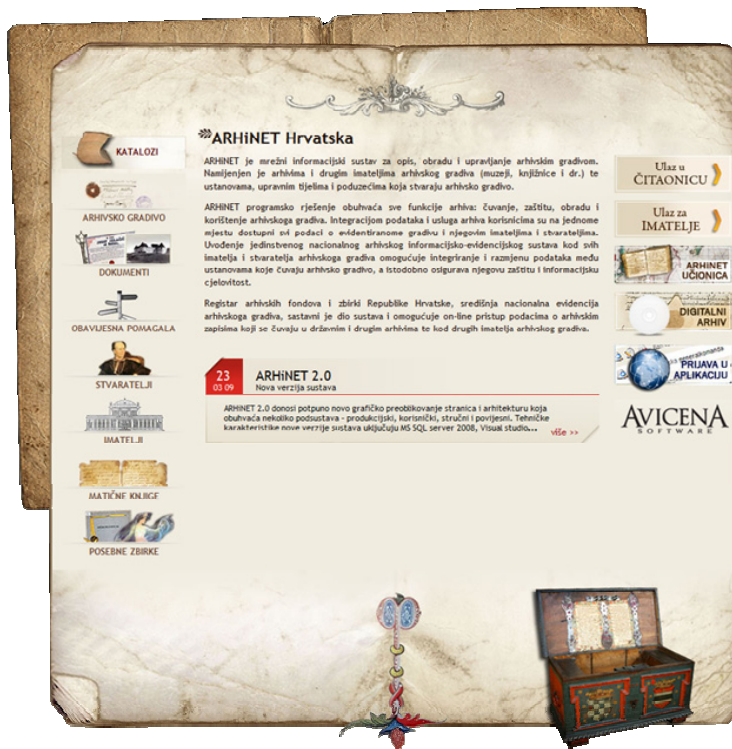 KATALOZI
ARHIVSKO GRADIVO
DOKUMENTI
OBAVIJESNA POMAGALA
STVARATELJI
IMATELJI
MATIČNE KNJIGE
POSEBNE ZBIRKE
ARHiNET Hrvatska
ARHiNET je mrežni informacijski sustav za opis, obradu i upravljanje arhivskim gradivom.
Namijenjen je arhivima i drugim imateljima arhivskog gradiva (muzeji, knjižnice i dr.) te
ustanovama, upravnim tijelima i poduzećima koja stvaraju arhivsko gradivo.
ARHiNET programsko rješenje obuhvaća sve funkcije arhiva: čuvanje, zaštitu, obradu i
korištenje arhivskoga gradiva. Integracijom podataka i usluga arhiva korisnicima su na jednome
mjestu dostupni svi podaci o evidentiranome gradivu i njegovim imateljima i stvarateljima.
Uvođenje jedinstvenog nacionalnog arhivskog informacijsko-evidencijskog sustava kod svih
imatelja i stvaratelja arhivskoga gradiva omogućuje integriranje i razmjenu podataka među
ustanovama koje čuvaju arhivsko gradivo, a istodobno osigurava njegovu zaštitu i informacijsku
cjelovitost.
Registar arhivskih fondova i zbirki Republike Hrvatske, središnja nacionalna evidencija
arhivskoga gradiva, sastavni je dio sustava i omogućuje on-line pristup podacima o arhivskim
zapisima koji se čuvaju u državnim i drugim arhivima te kod drugih imatelja arhivskog gradiva.
23
03 09
ARHiNET 2.0
Nova verzija sustava
ARHiNET 2.0 donosi potpuno novo grafičko preoblikovanje stranica i arhitekturu koja
obuhvaća nekoliko podsustava - produkcijski, korisnički, stručni i povijesni. Tehničke
karakteristike nove verzije sustava uključuju MS SQL server 2008, Visual studio...
više >>
Ulaz u
ČITAONICU
Ulaz za
IMATELJE
ARHiNET
UČIONICA
DIGITALNI
ARHIV
PRIJAVA U
APLIKACIJU
AVICENA
SOFTWARE